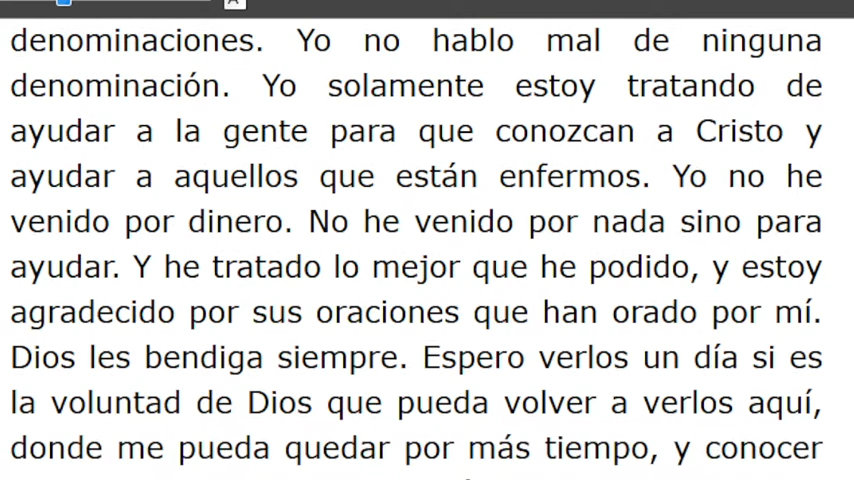 denominaciones. Yo no hablo mal de ninguna
denominación. Yo solamente estoy tratando de
ayudar a la gente para que conozcan a Cristo y
ayudar a aquellos que están enfermos. Yo no he
venido por dinero. No he venido por nada sino para
ayudar. Y he tratado lo mejor que he podido, y estoy
agradecido por sus oraciones que han orado por mí.
Dios les bendiga siempre. Espero verlos un día si es
la voluntad de Dios que pueda volver a verlos aquí,
donde me pueda quedar por más tiempo, y conocer